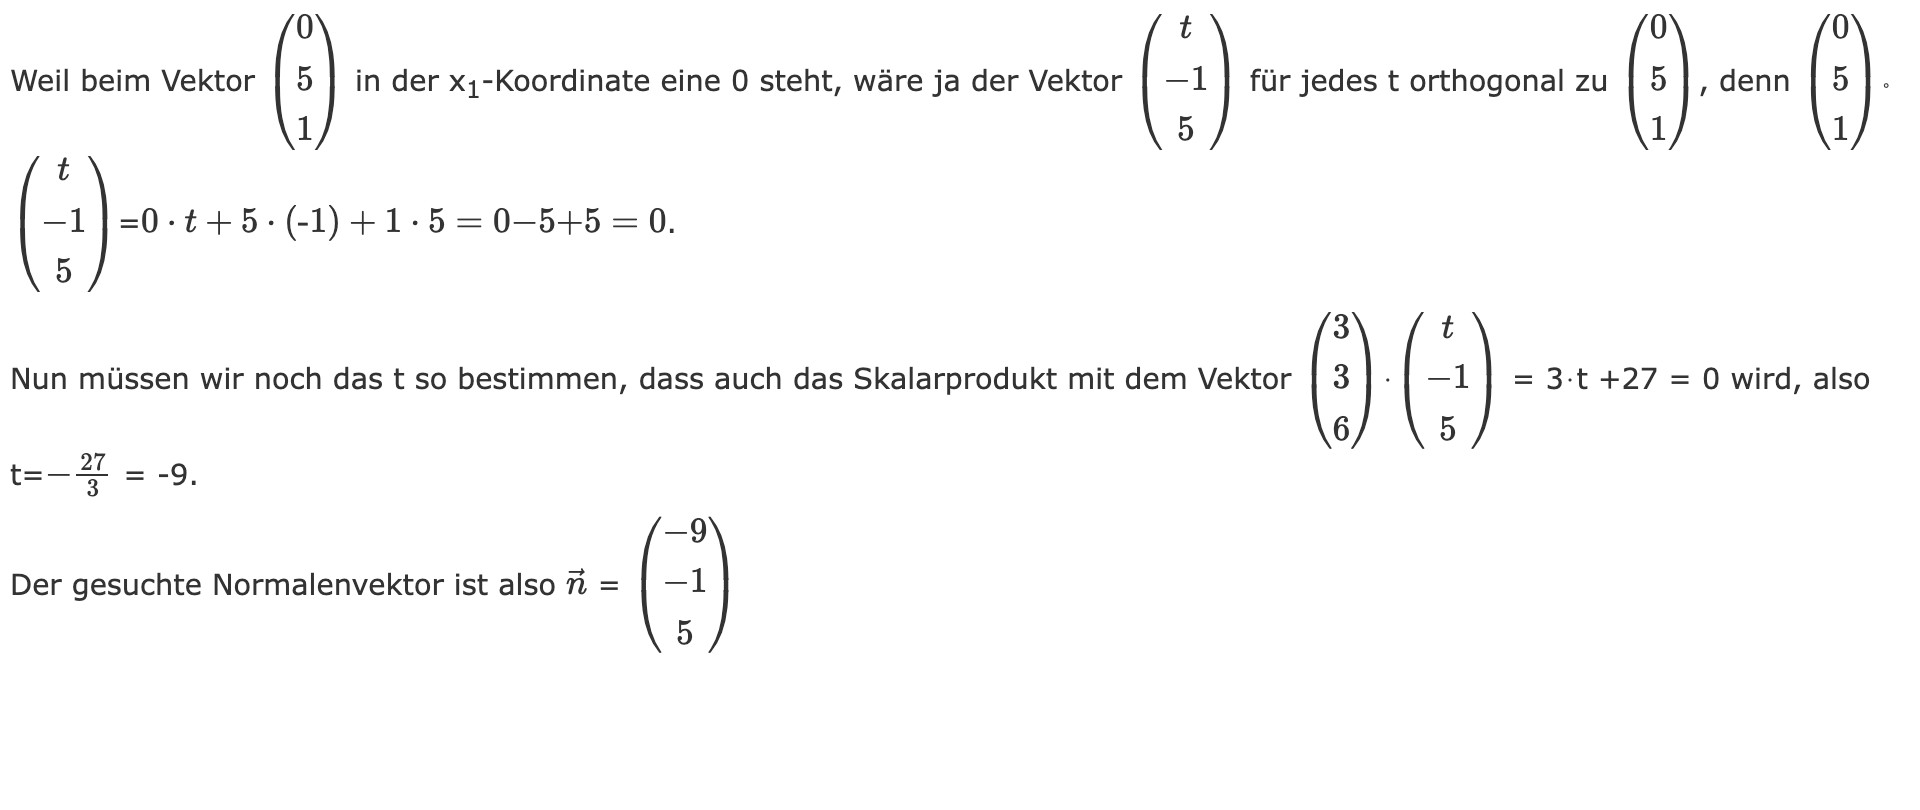 Weil beim Vektor $\begin{pmatrix} 0 \\ 5 \\ 1 \end{pmatrix}$ in der x₁-Koordinate eine 0 steht, wäre ja der Vektor $\begin{pmatrix} t \\ -1 \\ 5 \end{pmatrix}$ für jedes t orthogonal zu $\begin{pmatrix} 0 \\ 5 \\ 1 \end{pmatrix}$, denn $\begin{pmatrix} 0 \\ 5 \\ 1 \end{pmatrix} \circ$
$\begin{pmatrix} t \\ -1 \\ 5 \end{pmatrix}$=$0 \cdot t + 5 \cdot (\text{-}1) + 1 \cdot 5 = 0 - 5 + 5 = 0$.
Nun müssen wir noch das t so bestimmen, dass auch das Skalarprodukt mit dem Vektor $\begin{pmatrix} 3 \\ 3 \\ 6 \end{pmatrix} \cdot \begin{pmatrix} t \\ -1 \\ 5 \end{pmatrix}$ = 3·t +27 = 0 wird, also
t=$-\frac{27}{3}$ = -9.
Der gesuchte Normalenvektor ist also $\vec{n}$ = $\begin{pmatrix} -9 \\ -1 \\ 5 \end{pmatrix}$